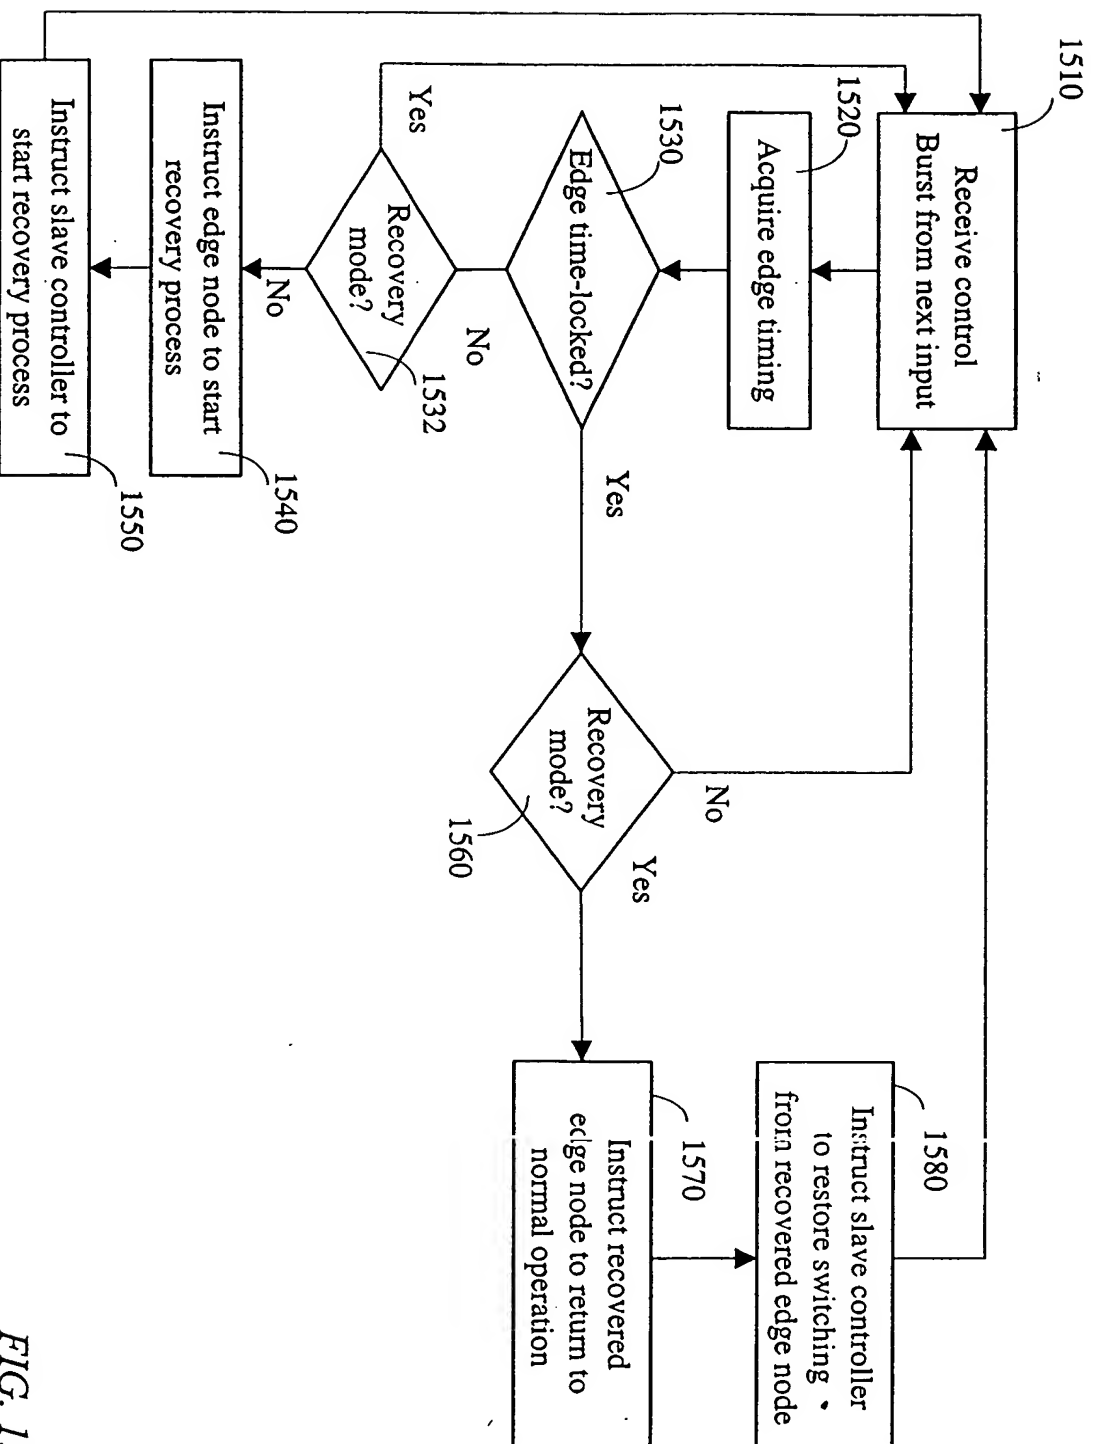 1510
Receive control
Burst from next input
1520
Acquire edge timing
1530
Edge time-locked?
Yes
No
Recovery
mode?
1532
Yes
No
Instruct edge node to start
recovery process
1540
Instruct slave controller to
start recovery process
1550
Recovery
mode?
1560
No
Yes
Instruct recovered
edge node to return to
normal operation
1570
Instruct slave controller
to restore switching
from recovered edge node
1580
FIG. 1